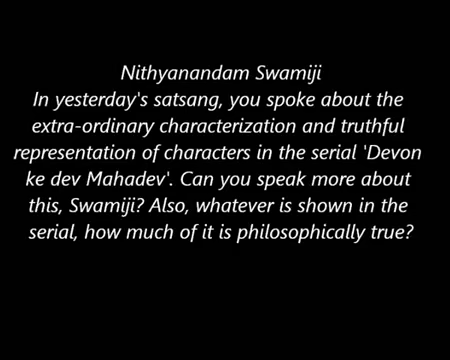 Nithyanandam Swamiji
In yesterday's satsang, you spoke about the
extra-ordinary characterization and truthful
representation of characters in the serial 'Devon
ke dev Mahadev'. Can you speak more about
this, Swamiji? Also, whatever is shown in the
serial, how much of it is philosophically true?